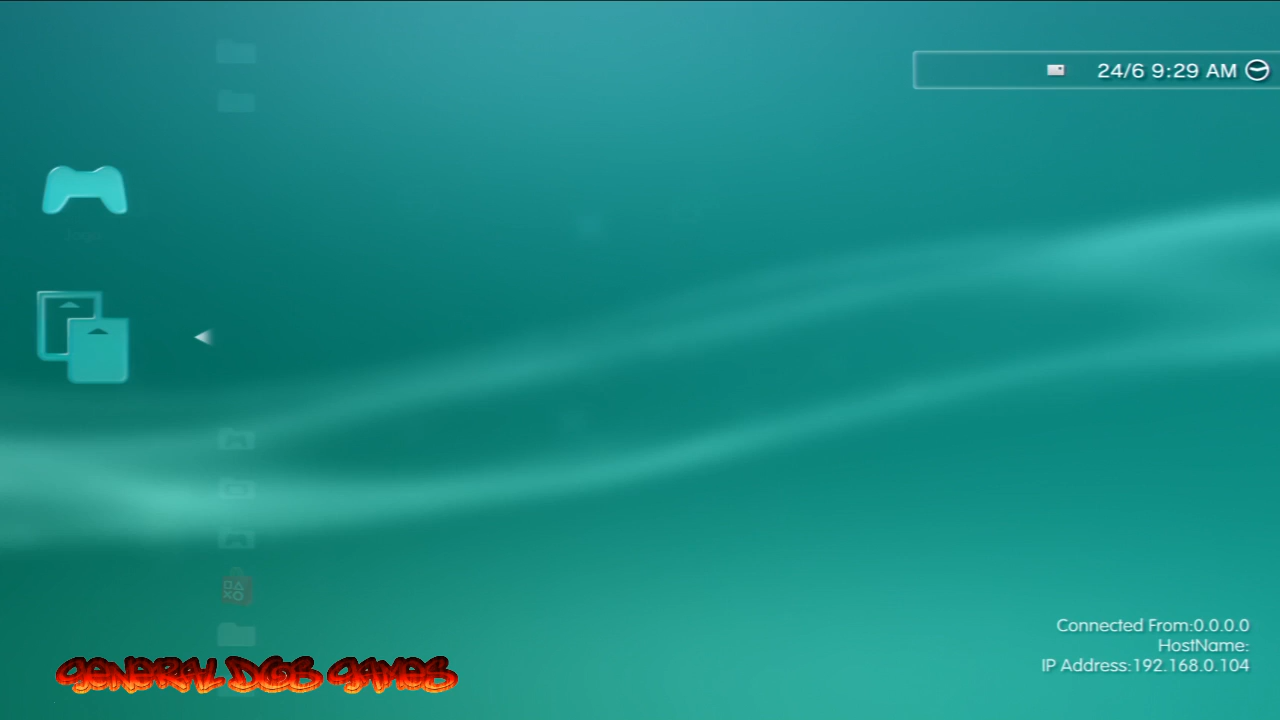 24/6 9:29 AM
Connected From:0.0.0.0
HostName:
IP Address:192.168.0.104
GENERAL DGS GAMES